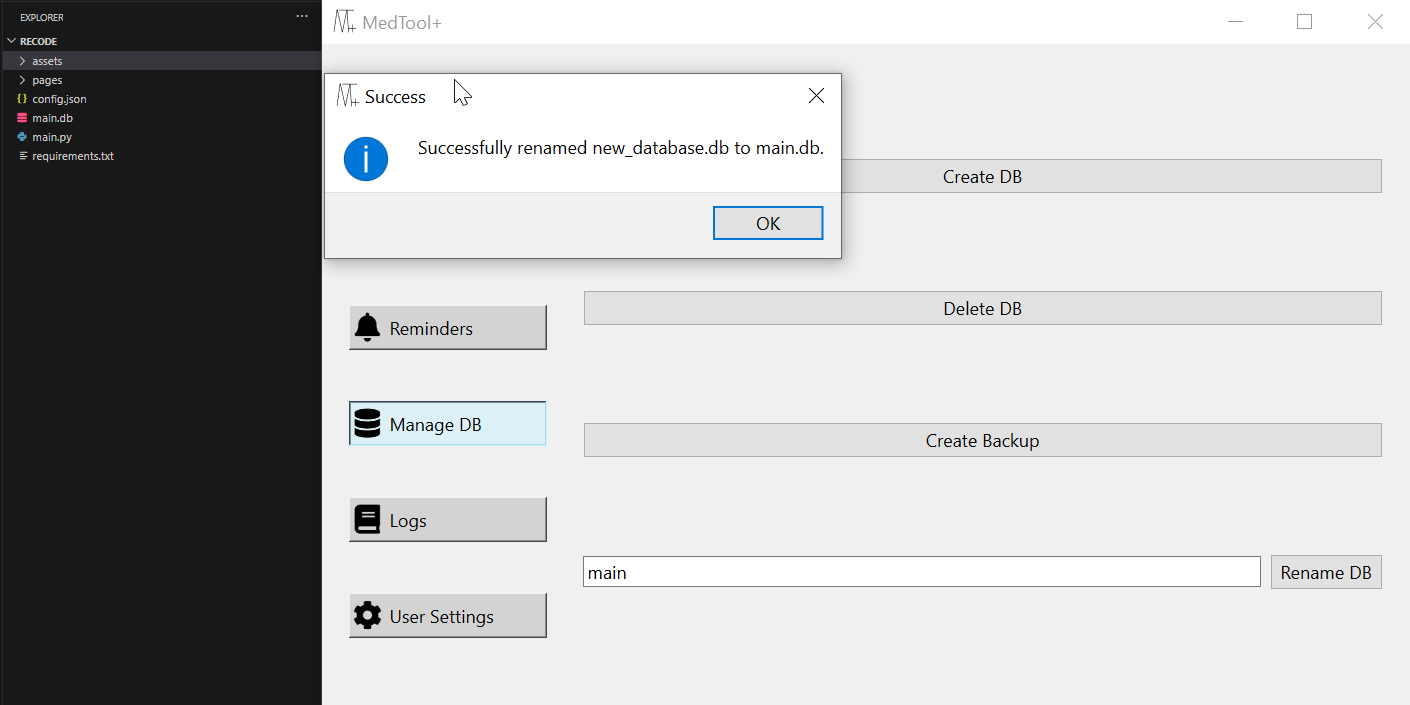 EXPLORER
RECODE
assets
pages
config.json
main.db
main.py
requirements.txt
MedTool+
Success
Successfully renamed new_database.db to main.db.
OK
Create DB
Delete DB
Create Backup
main
Rename DB
Reminders
Manage DB
Logs
User Settings